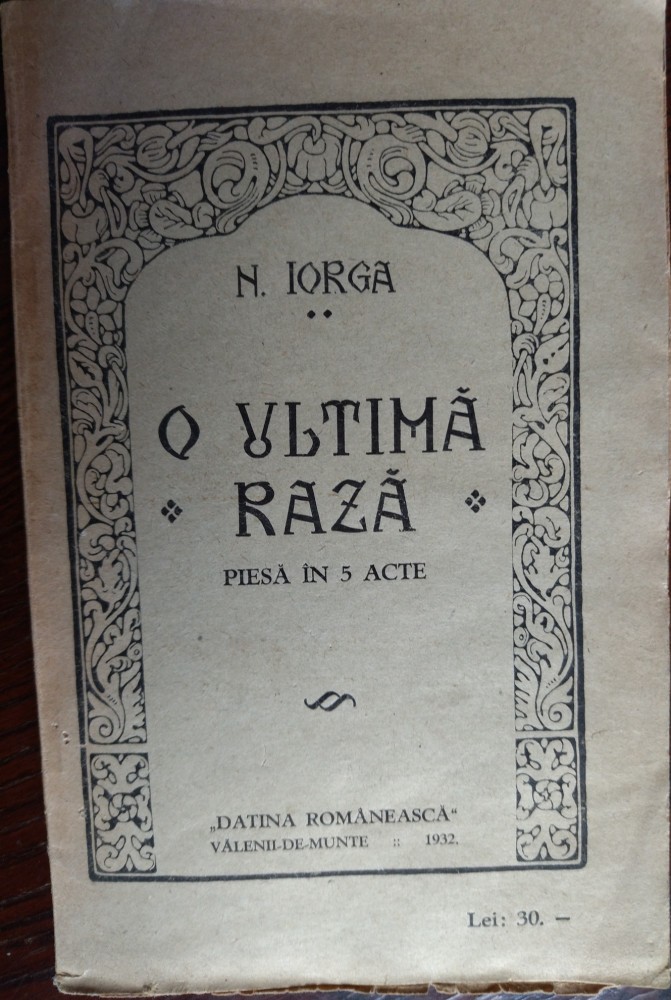 N. IORGA
O ULTIMĂ
RAZĂ
PIESĂ ÎN 5 ACTE
„DATINA ROMÂNEASCĂ“
VĂLENII-DE-MUNTE :: 1932.
Lei: 30. —